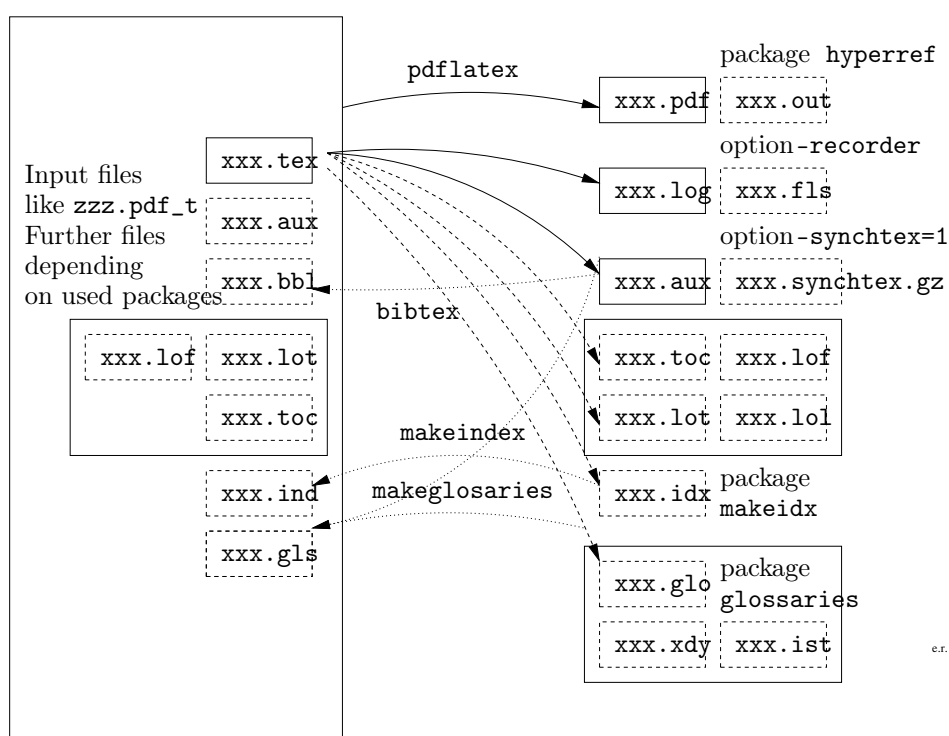 pdflatex
package hyperref
xxx.pdf xxx.out
xxx.tex
option-recorder
Input files
like zzz.pdf_t
Further files
depending
on used packages
xxx.log xxx.fls
xxx.aux
option-synchtex=1
xxx.bbl
xxx.aux xxx.synchtex.gz
bibtex
xxx.lof xxx.lot
xxx.toc xxx.lof
xxx.toc
xxx.lot xxx.lol
makeindex
xxx.ind
makeglosaries
xxx.idx
package
makeidx
xxx.gls
xxx.glo
package
glossaries
xxx.xdy xxx.ist
e.r.